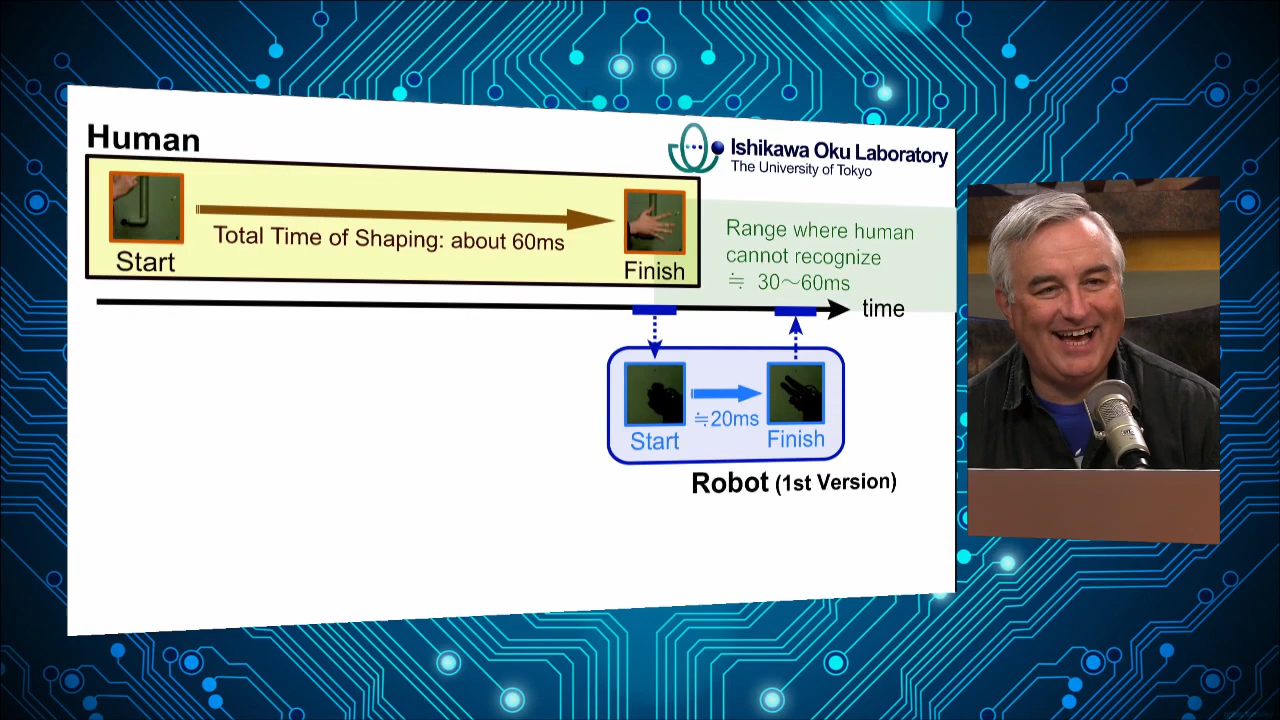 Human
Ishikawa Oku Laboratory
The University of Tokyo
Total Time of Shaping: about 60ms
Start
Finish
Range where human
cannot recognize
≒ 30〜60ms
time
≒20ms
Start
Finish
Robot (1st Version)